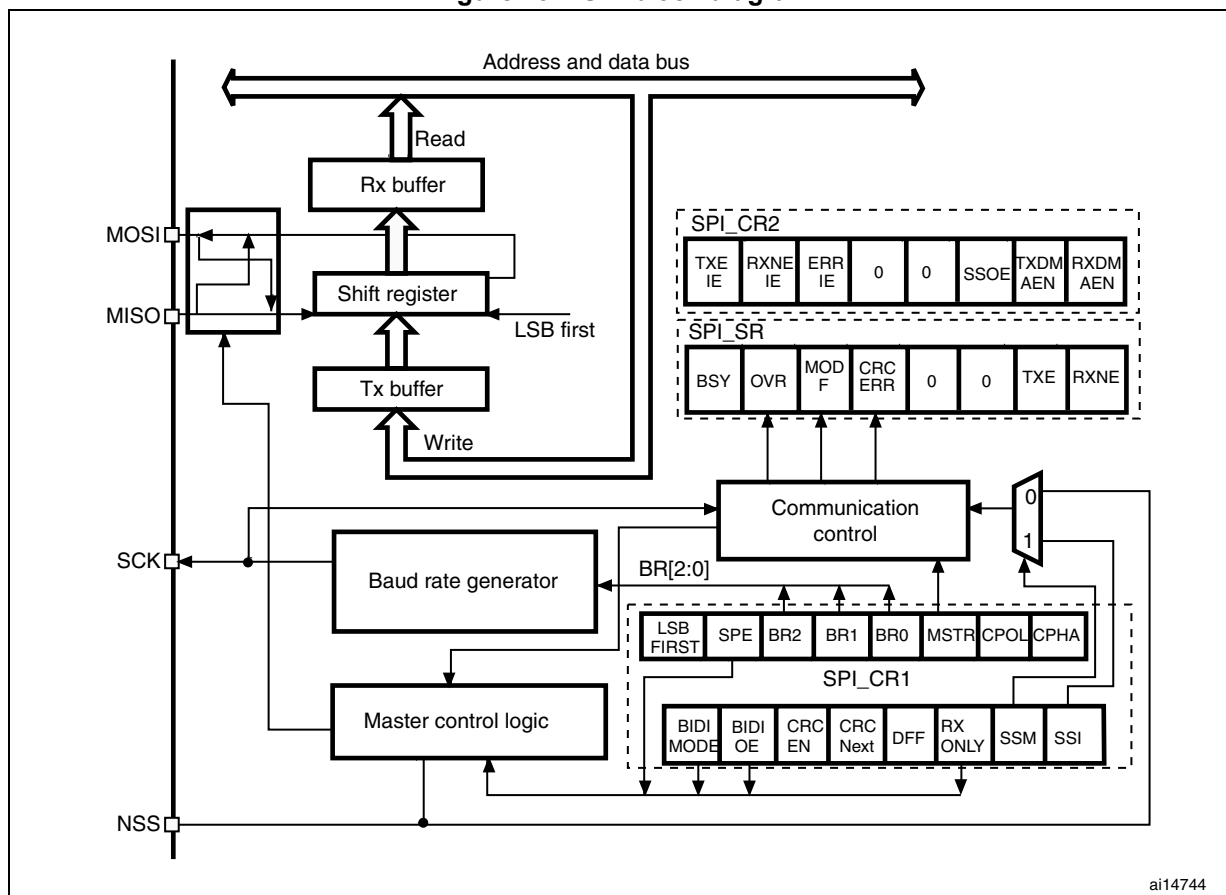 Address and data bus
Read
Rx buffer
MOSI
SPI_CR2
TXE IE
RXNE IE
ERR IE
0
0
SSOE
TXDM AEN
RXDM AEN
Shift register
MISO
LSB first
SPI_SR
BSY
OVR
MOD F
CRC ERR
0
0
TXE
RXNE
Tx buffer
Write
Communication control
0
1
SCK
Baud rate generator
BR[2:0]
LSB FIRST
SPE
BR2
BR1
BR0
MSTR
CPOL
CPHA
SPI_CR1
Master control logic
BIDI MODE
BIDI OE
CRC EN
CRC Next
DFF
RX ONLY
SSM
SSI
NSS
ai14744